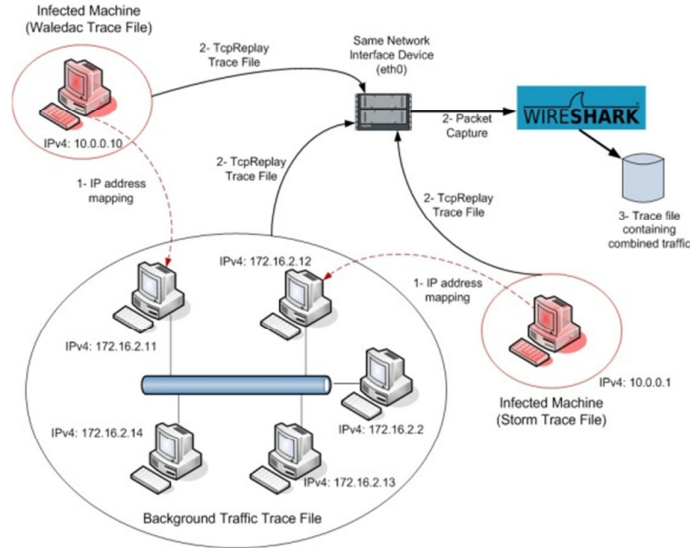 Infected Machine
(Waledac Trace File)
IPv4: 10.0.0.10
2- TcpReplay
Trace File
Same Network
Interface Device
(eth0)
2- Packet
Capture
WIRESHARK
3- Trace file
containing
combined traffic
2- TcpReplay
Trace File
2- TcpReplay
Trace File
1- IP address
mapping
IPv4: 172.16.2.12
1- IP address
mapping
IPv4: 172.16.2.11
IPv4: 10.0.0.1
Infected Machine
(Storm Trace File)
IPv4: 172.16.2.14
IPv4: 172.16.2.2
IPv4: 172.16.2.13
Background Traffic Trace File